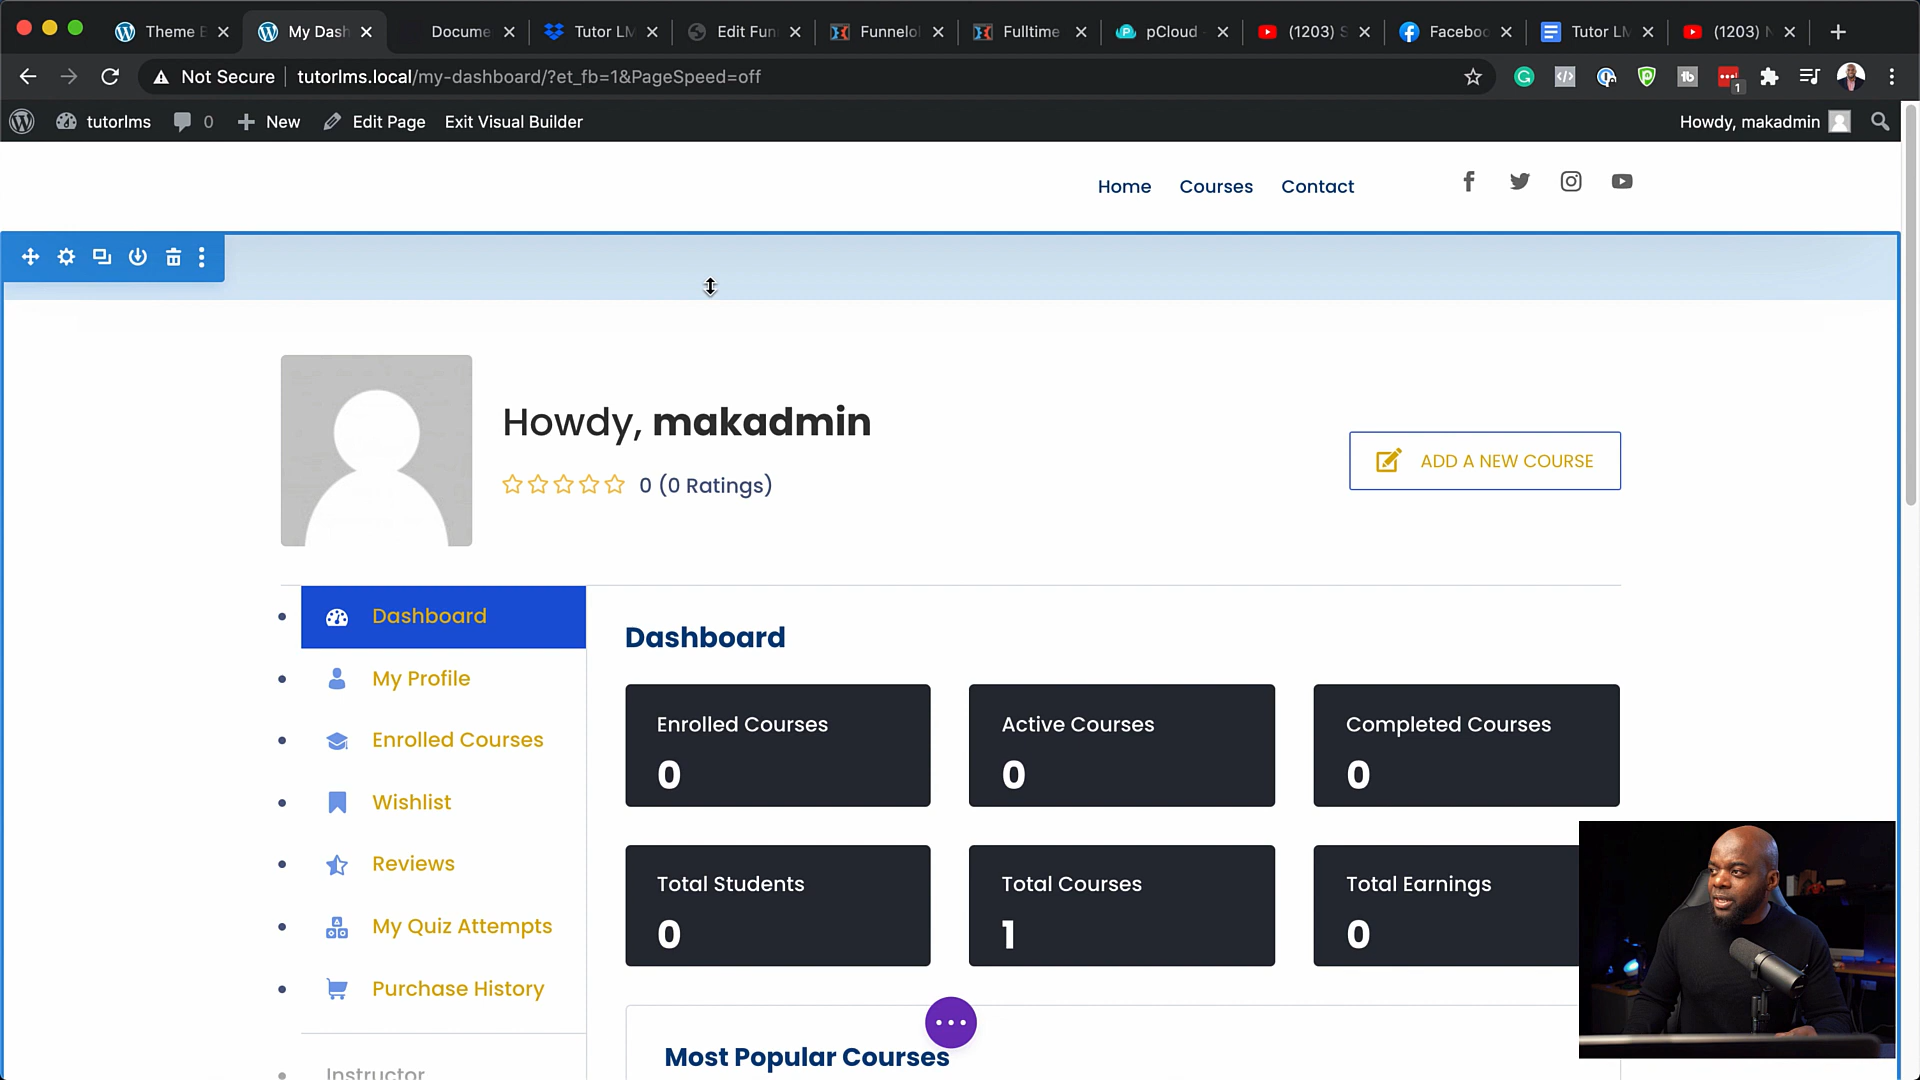 Theme B
My Dash
Docume
Tutor LM
Edit Fun
Funnelo
Fulltime
pCloud
(1203) S
Faceboo
Tutor LM
(1203) N
Not Secure
tutorlms.local/my-dashboard/?et_fb=1&PageSpeed=off
1
tutorlms
0
New
Edit Page
Exit Visual Builder
Howdy, makadmin
Home
Courses
Contact
Howdy, makadmin
0 (0 Ratings)
ADD A NEW COURSE
Dashboard
My Profile
Enrolled Courses
Wishlist
Reviews
My Quiz Attempts
Purchase History
Instructor
Dashboard
Enrolled Courses
0
Active Courses
0
Completed Courses
0
Total Students
0
Total Courses
1
Total Earnings
0
Most Popular Courses